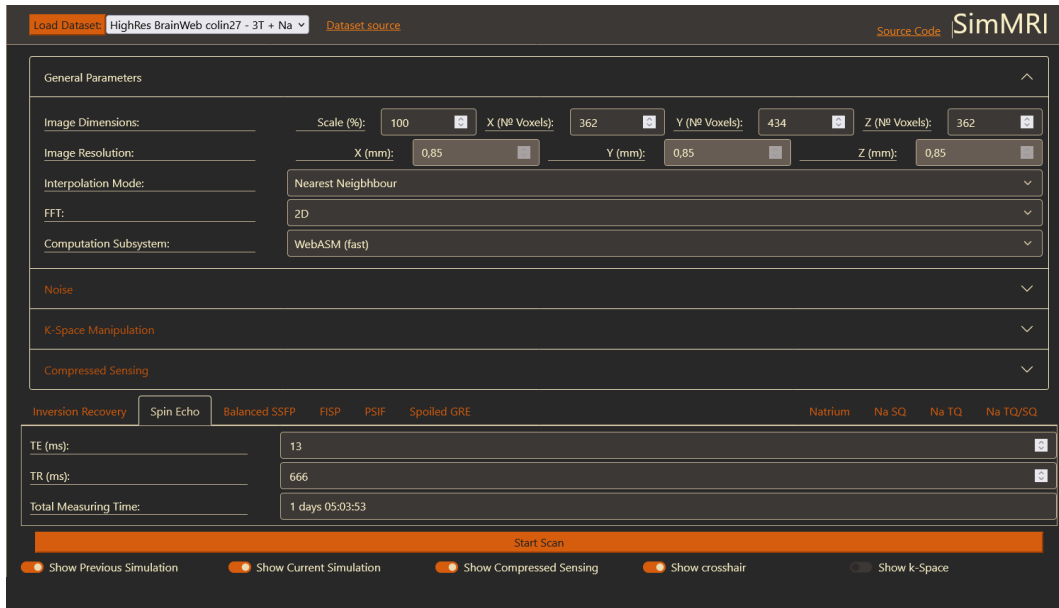 Load Dataset: HighRes BrainWeb colin27 - 3T + Na Dataset source Source Code SimMRI
General Parameters
Image Dimensions: Scale (%): 100 X (Nº Voxels): 362 Y (Nº Voxels): 434 Z (Nº Voxels): 362
Image Resolution: X (mm): 0,85 Y (mm): 0,85 Z (mm): 0,85
Interpolation Mode: Nearest Neigbhbour
FFT: 2D
Computation Subsystem: WebASM (fast)
Noise
K-Space Manipulation
Compressed Sensing
Inversion Recovery Spin Echo Balanced SSFP FISP PSIF Spoiled GRE Natrium Na SQ Na TQ Na TQ/SQ
TE (ms): 13
TR (ms): 666
Total Measuring Time: 1 days 05:03:53
Start Scan
Show Previous Simulation Show Current Simulation Show Compressed Sensing Show crosshair Show k-Space